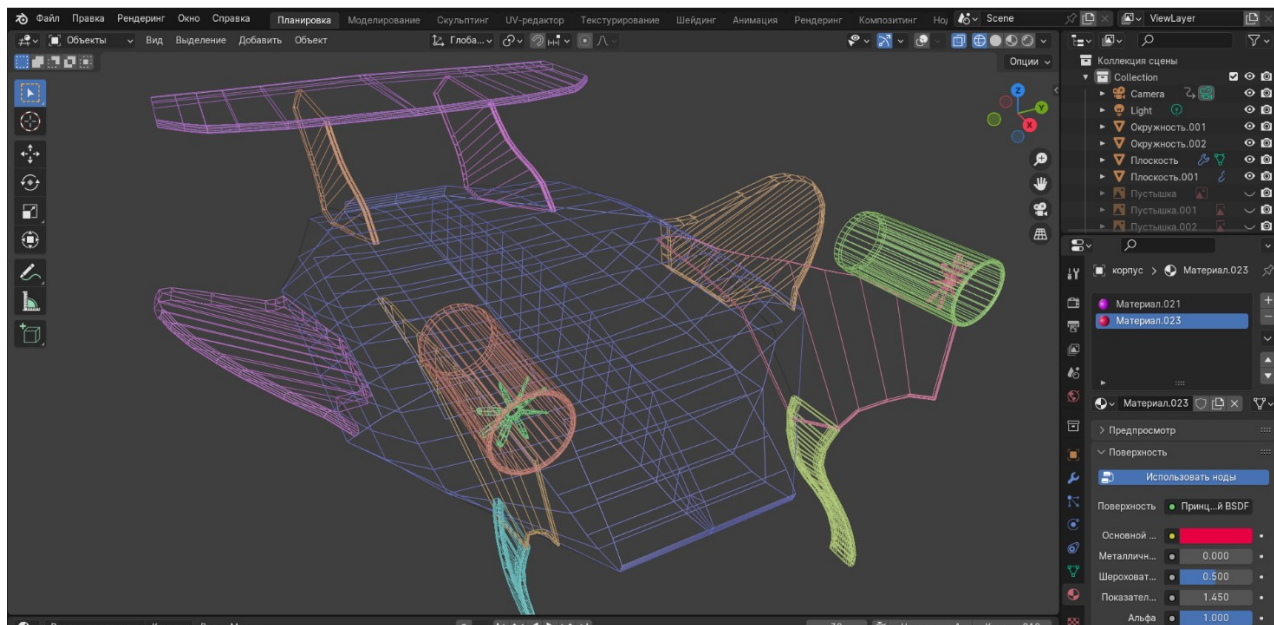 Файл Правка Рендеринг Окно Справка Планировка Моделирование Скульптинг UV-редактор Текстурирование Шейдинг Анимация Рендеринг Композитинг Scene ViewLayer
Объекты Вид Выделение Добавить Объект Глоба...
Опции
Коллекция сцены
Collection
Camera
Light
Окружность.001
Окружность.002
Плоскость
Плоскость.001
Пустышка
Пустышка.001
Пустышка.002
Z
Y
X
корпус > Материал.023
Материал.021
Материал.023
Материал.023
Предпросмотр
Поверхность
Использовать ноды
Поверхность Принц...й BSDF
Основной ...
Металличн... 0.000
Шероховат... 0.500
Показател... 1.450
Альфа 1.000